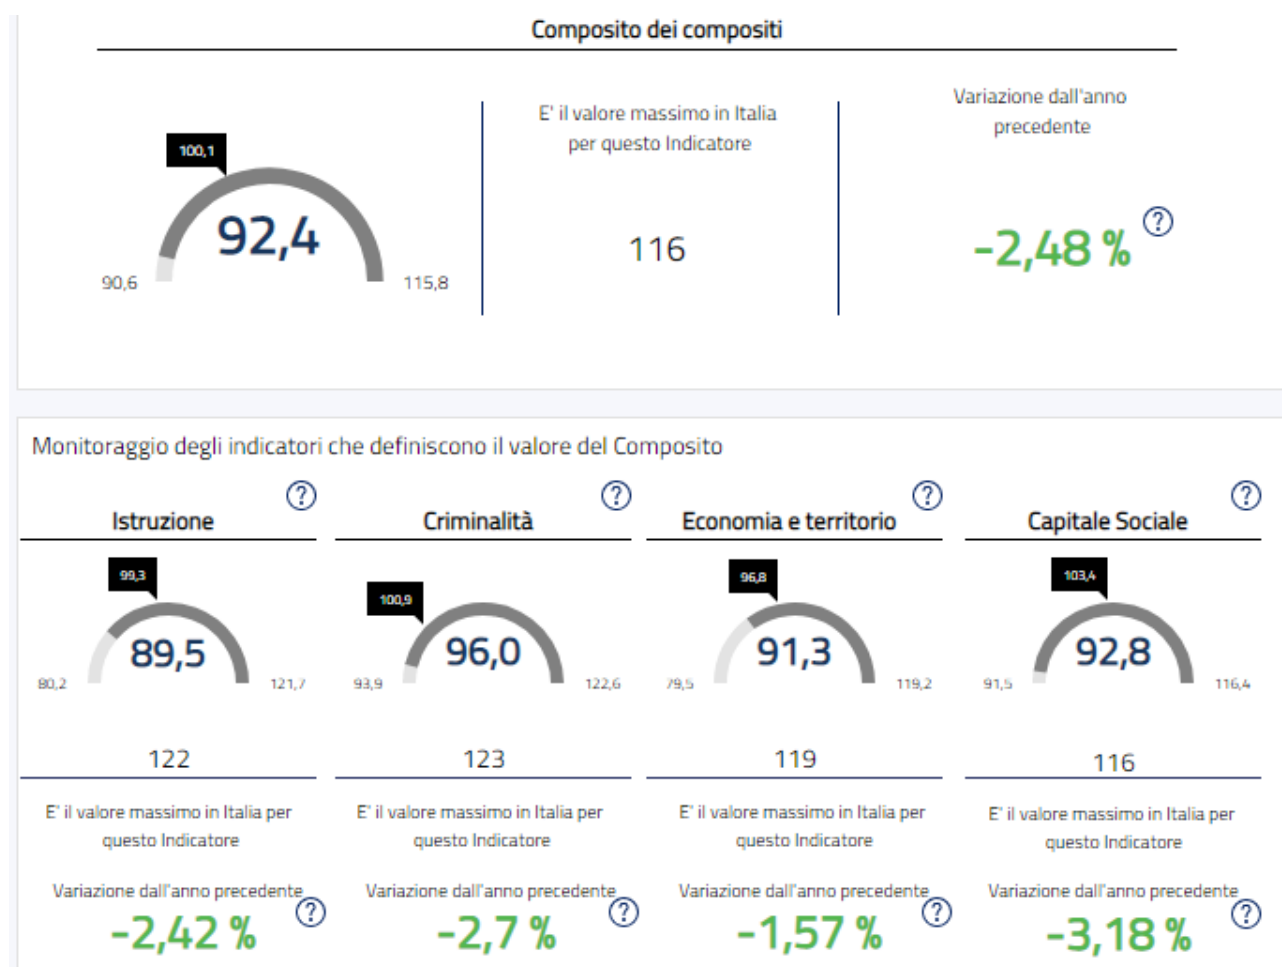 Composito dei compositi
100,1
92,4
90,6
115,8
E' il valore massimo in Italia
per questo Indicatore
116
Variazione dall'anno
precedente
-2,48 %
?
Monitoraggio degli indicatori che definiscono il valore del Composito
?
Istruzione
99,3
89,5
80,2
121,7
122
E' il valore massimo in Italia per
questo Indicatore
Variazione dall'anno precedente
?
-2,42 %
?
Criminalità
100,9
96,0
93,9
122,6
123
E' il valore massimo in Italia per
questo Indicatore
Variazione dall'anno precedente
?
-2,7 %
?
Economia e territorio
96,8
91,3
79,5
119,2
119
E' il valore massimo in Italia per
questo Indicatore
Variazione dall'anno precedente
?
-1,57 %
?
Capitale Sociale
103,4
92,8
91,5
116,4
116
E' il valore massimo in Italia per
questo Indicatore
Variazione dall'anno precedente
?
-3,18 %